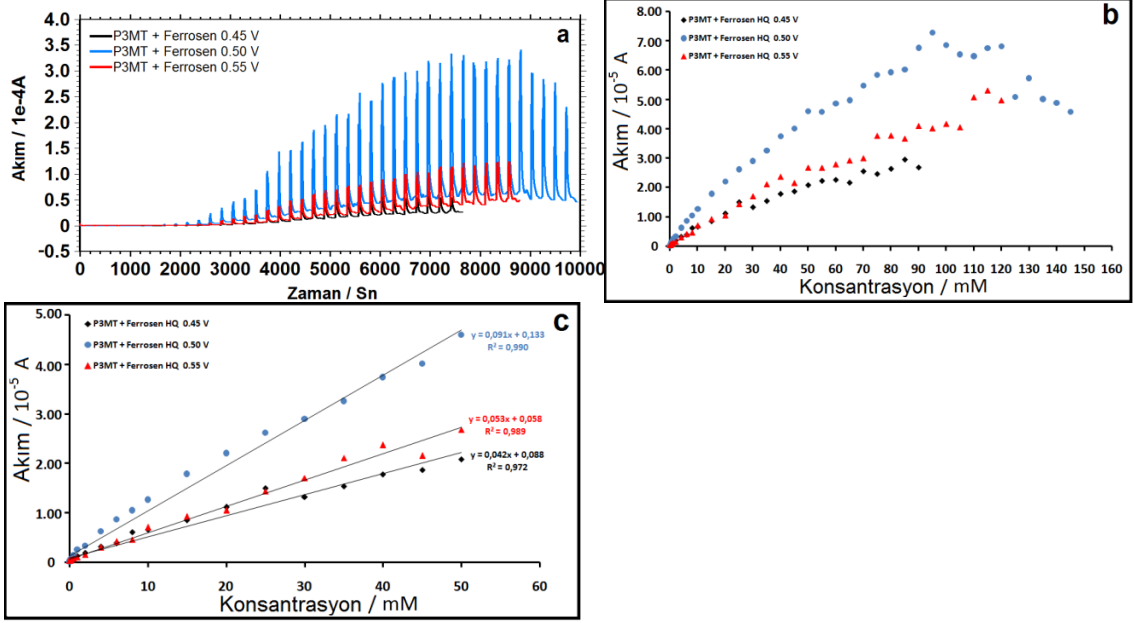 a
P3MT + Ferrosen 0.45 V
P3MT + Ferrosen 0.50 V
P3MT + Ferrosen 0.55 V
Akım / 1e-4A
4.0
3.5
3.0
2.5
2.0
1.5
1.0
0.5
0
-0.5
0 1000 2000 3000 4000 5000 6000 7000 8000 9000 10000
Zaman / Sn
b
P3MT + Ferrosen HQ 0.45 V
P3MT + Ferrosen HQ 0.50 V
P3MT + Ferrosen HQ 0.55 V
Akım / 10⁻⁵ A
8.00
7.00
6.00
5.00
4.00
3.00
2.00
1.00
0
0 10 20 30 40 50 60 70 80 90 100 110 120 130 140 150 160
Konsantrasyon / mM
c
P3MT + Ferrosen HQ 0.45 V
P3MT + Ferrosen HQ 0.50 V
P3MT + Ferrosen HQ 0.55 V
Akım / 10⁻⁵ A
5.00
4.00
3.00
2.00
1.00
0
y = 0,091x + 0,133
R² = 0,990
y = 0,053x + 0,058
R² = 0,989
y = 0,042x + 0,088
R² = 0,972
0 10 20 30 40 50 60
Konsantrasyon / mM